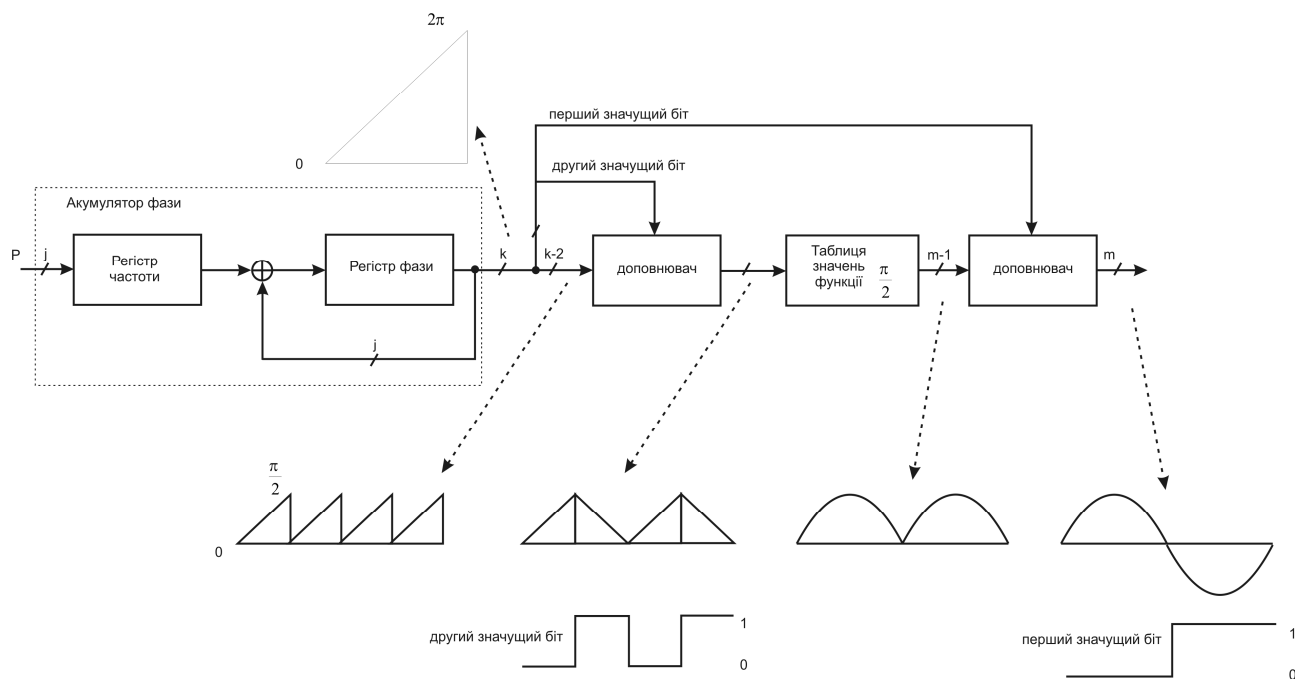 2π
0
перший значущий біт
другий значущий біт
Акумулятор фази
P
j
Регістр
частоти
Регістр фази
k
k-2
доповнювач
Таблиця
значень
функції
π
2
m-1
доповнювач
m
j
π
2
0
другий значущий біт
1
0
перший значущий біт
1
0